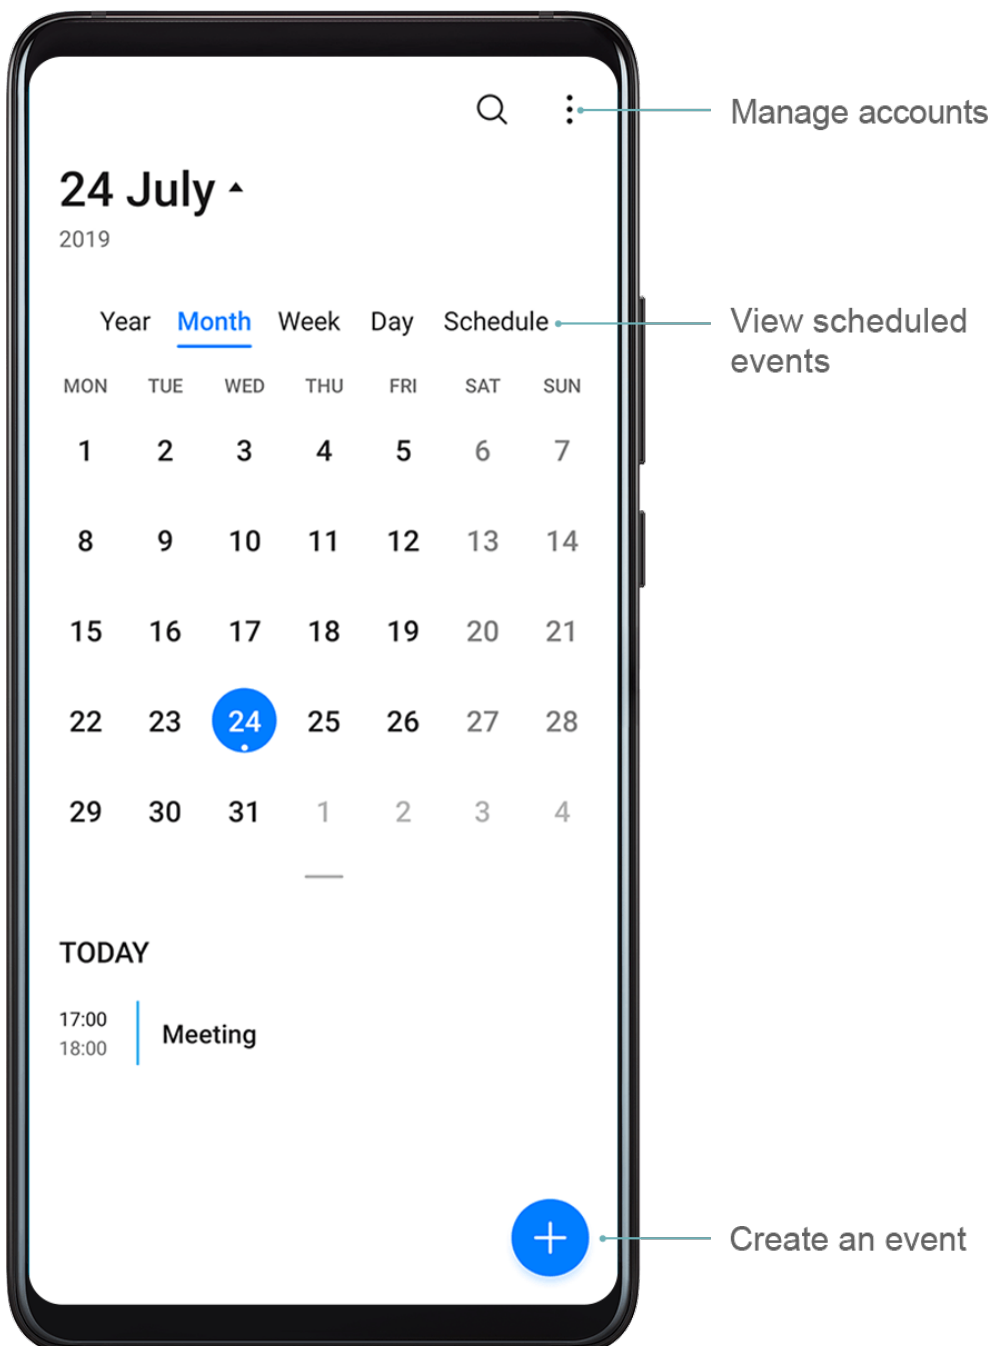 Manage accounts
24 July
2019
Year Month Week Day Schedule
View scheduled
events
MON TUE WED THU FRI SAT SUN
1 2 3 4 5 6 7
8 9 10 11 12 13 14
15 16 17 18 19 20 21
22 23 24 25 26 27 28
29 30 31 1 2 3 4
TODAY
17:00
18:00
Meeting
Create an event